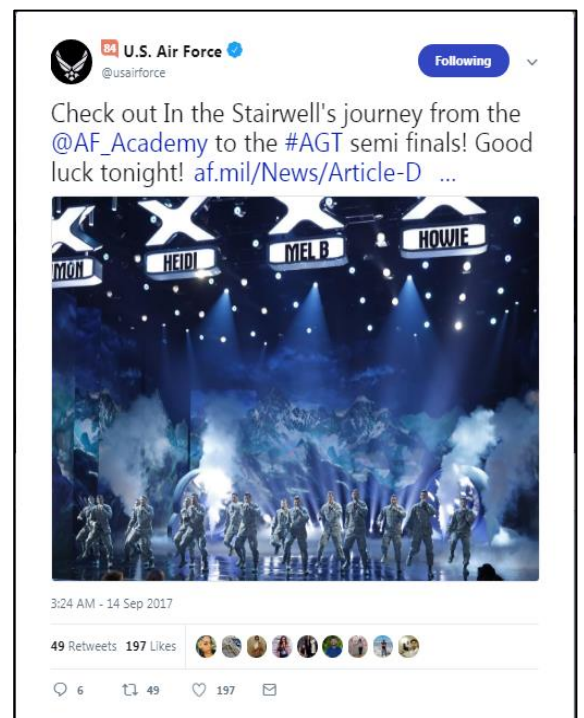 84 U.S. Air Force
@usairforce
Following
Check out In the Stairwell's journey from the
@AF_Academy to the #AGT semi finals! Good
luck tonight! af.mil/News/Article-D ...
MON
HEIDI
MEL B
HOWIE
3:24 AM - 14 Sep 2017
49 Retweets 197 Likes
6 49 197